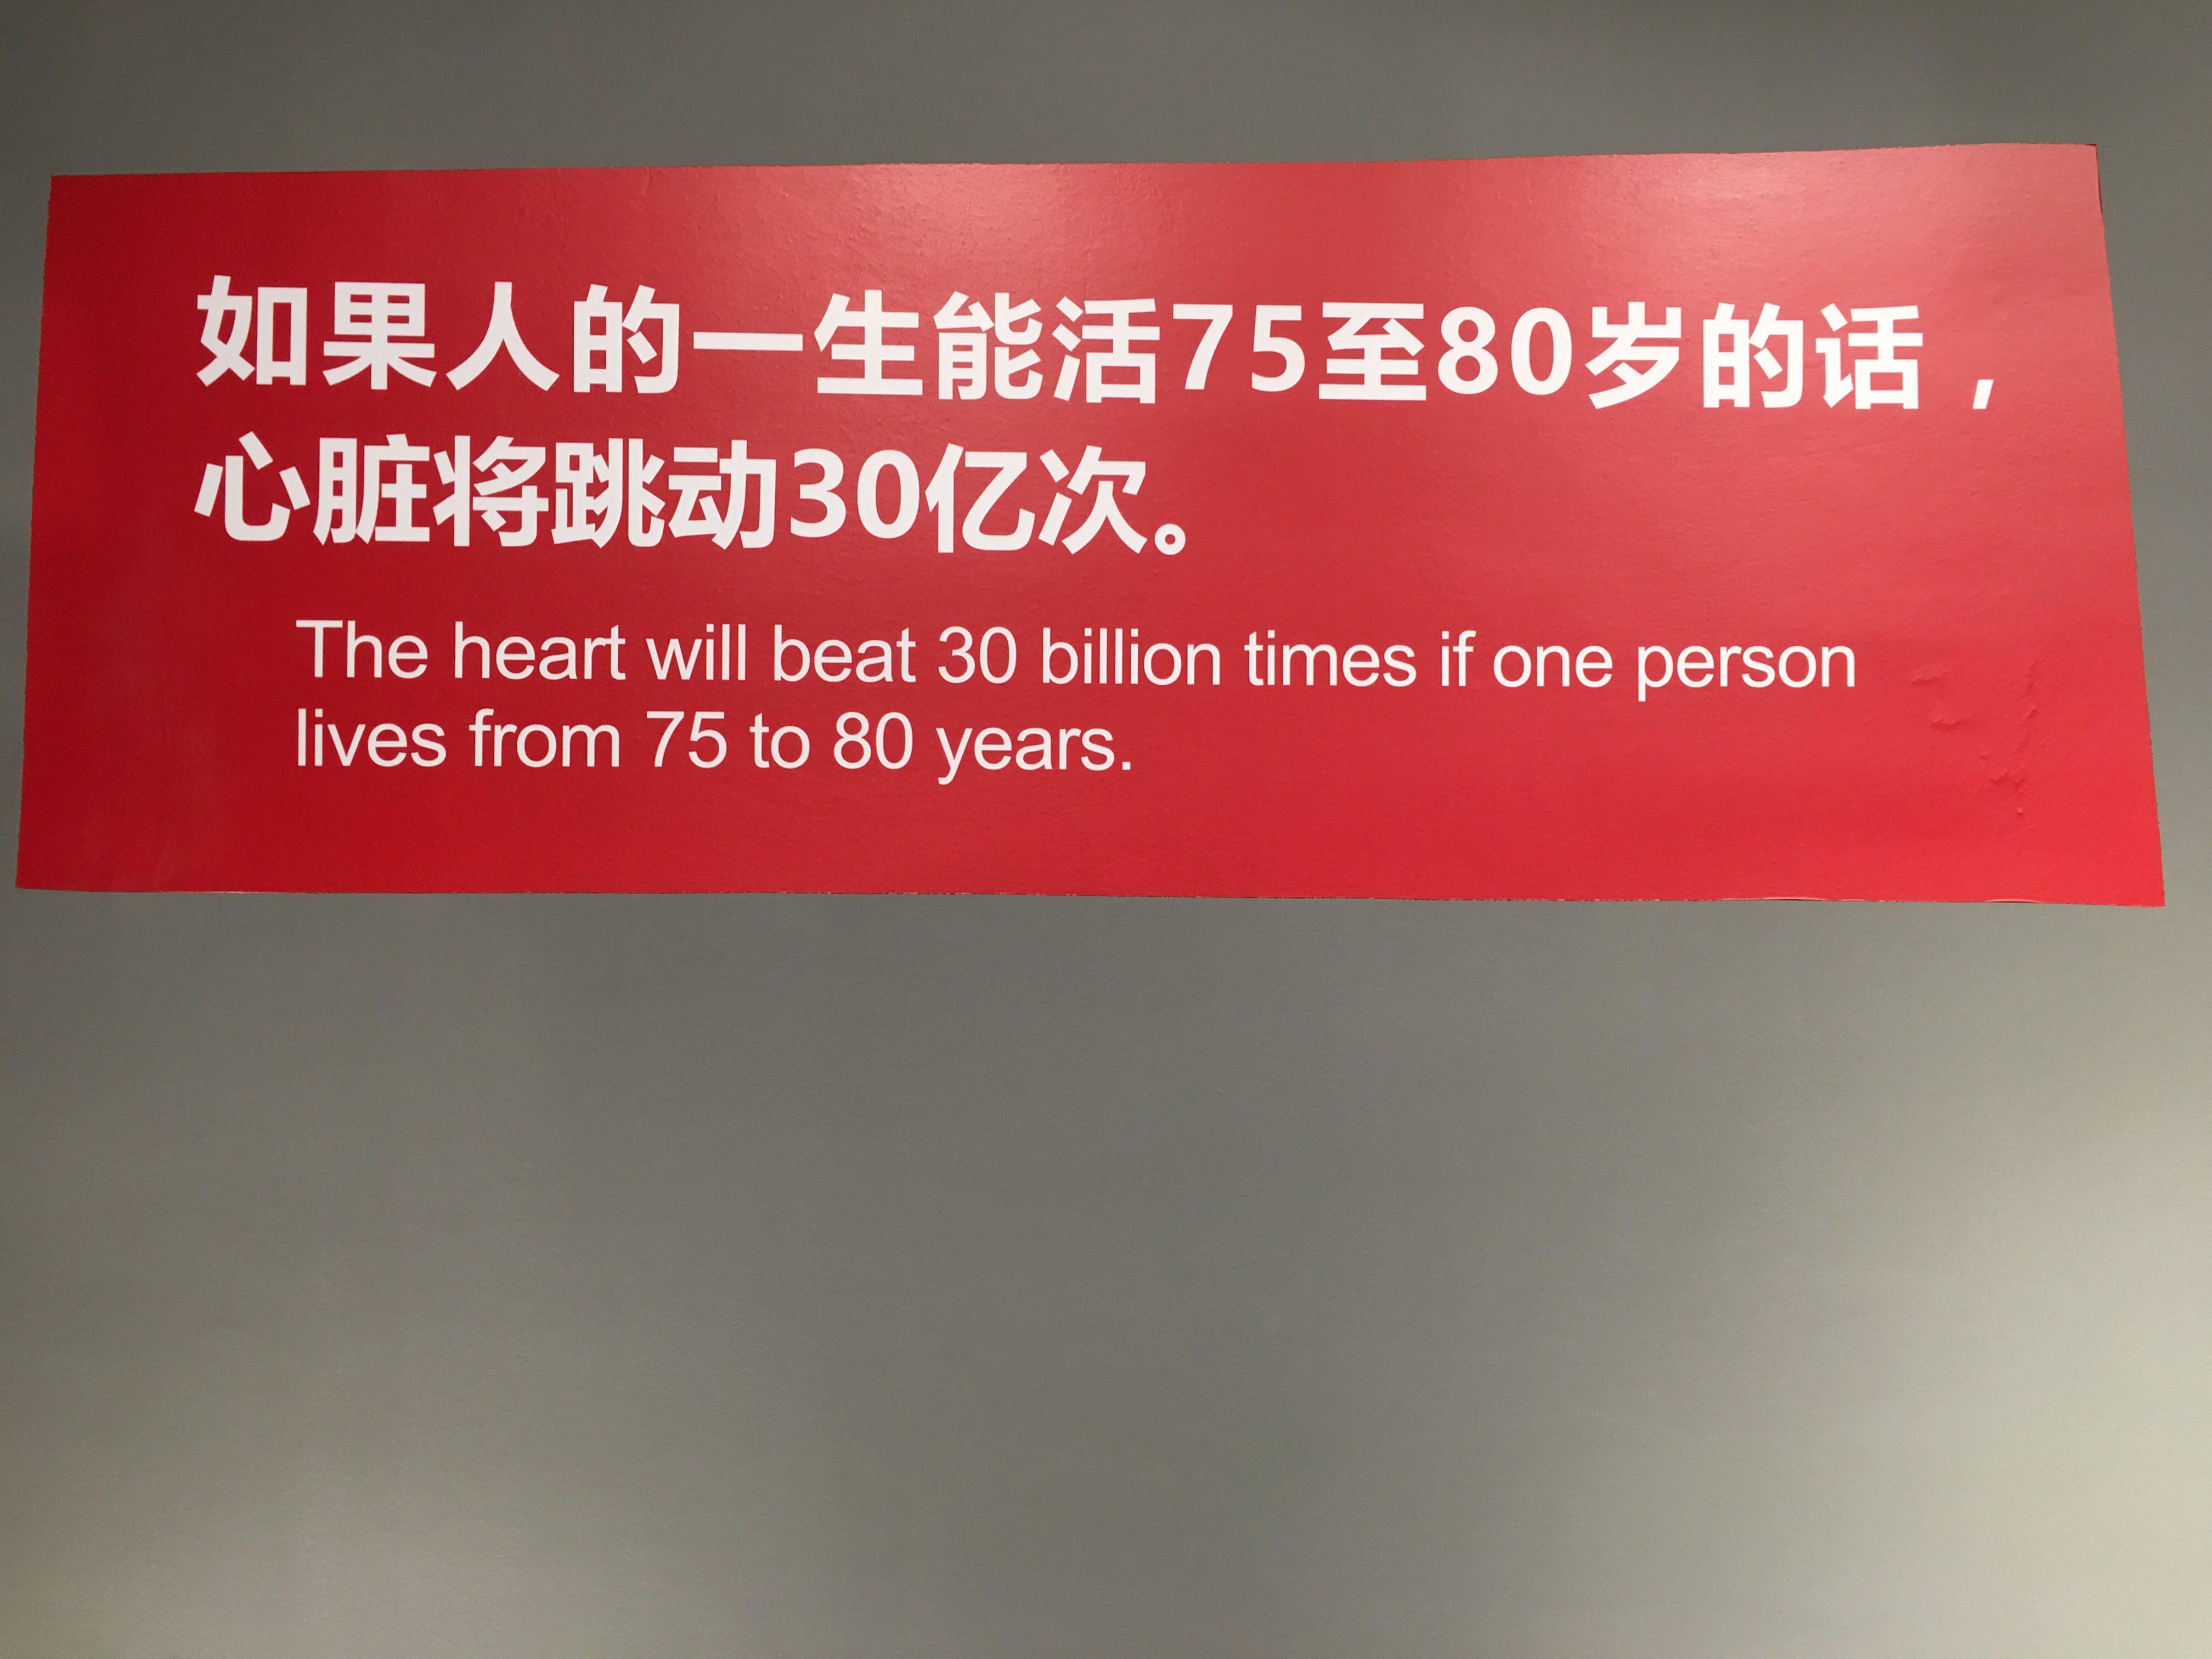 如果人的一生能活75至80岁的话，
心脏将跳动30亿次。
The heart will beat 30 billion times if one person
lives from 75 to 80 years.